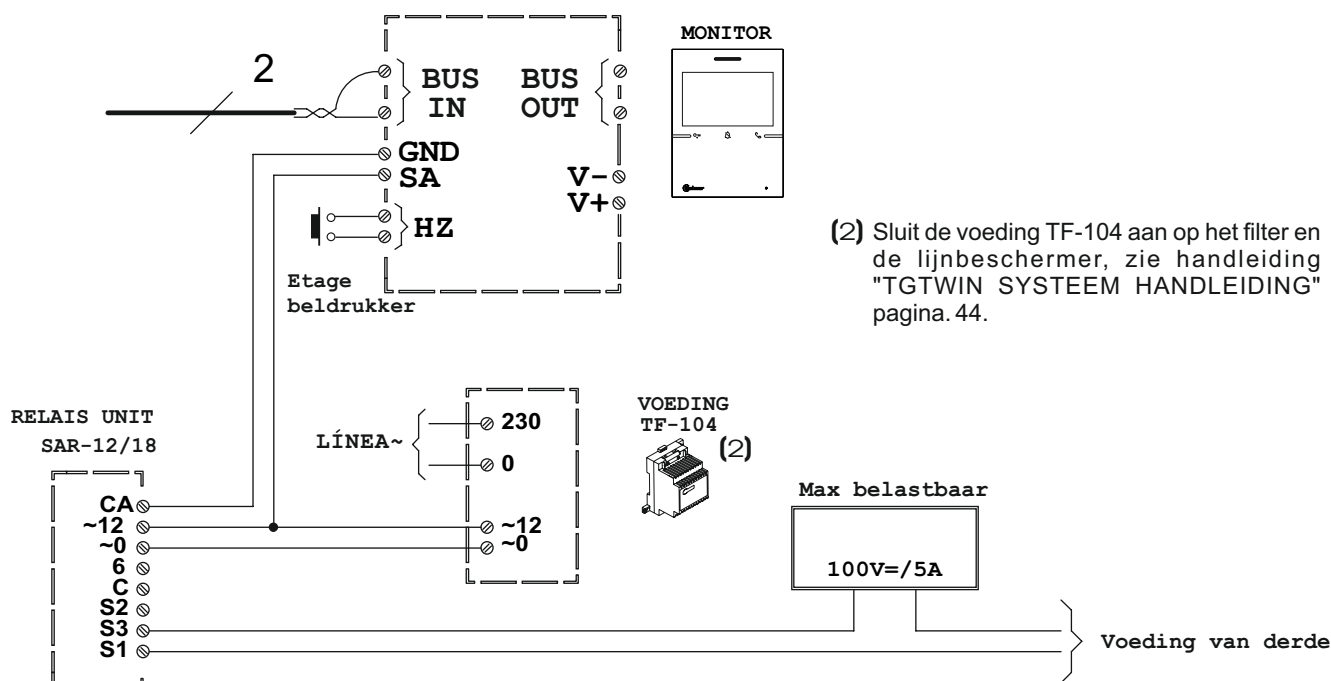 MONITOR
2
BUS IN
BUS OUT
GND
SA
V-
V+
HZ
Etage
beldrukker
(2) Sluit de voeding TF-104 aan op het filter en
de lijnbeschermer, zie handleiding
"TGTWIN SYSTEEM HANDLEIDING"
pagina. 44.
RELAIS UNIT
SAR-12/18
LÍNEA~
230
0
~12
~0
VOEDING
TF-104
(2)
CA
~12
~0
6
C
S2
S3
S1
Max belastbaar
100V=/5A
Voeding van derde